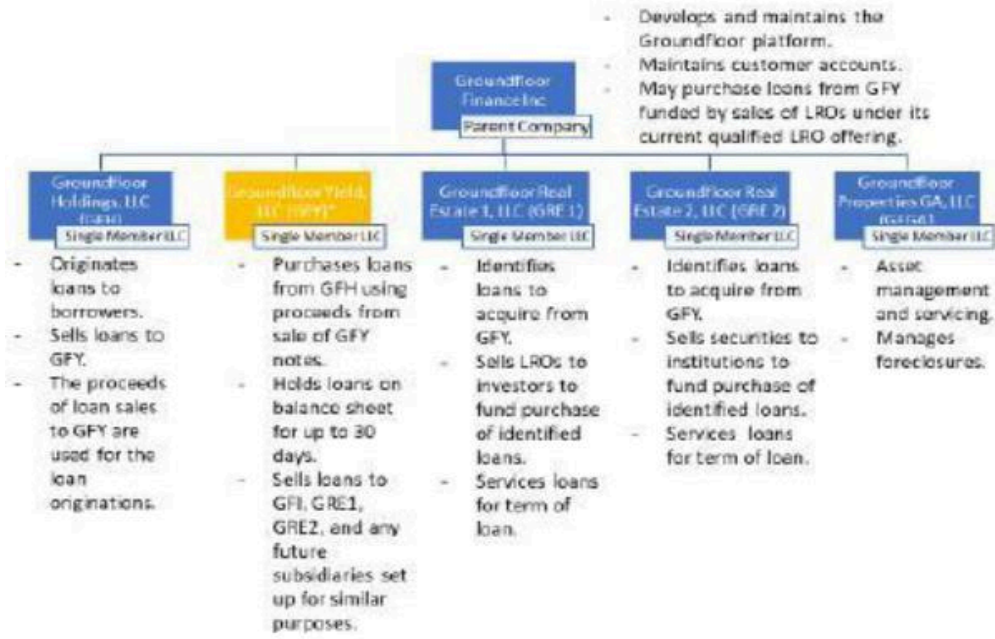 - Develops and maintains the
Groundfloor platform.
- Maintains customer accounts.
- May purchase loans from GFY
funded by sales of LROs under its
current qualified LRO offering.
Groundfloor
Finance Inc
Parent Company
Groundfloor
Holdings, LLC
(GFH)
Single Member LLC
- Originates
loans to
borrowers.
- Sells loans to
GFY.
- The proceeds
of loan sales
to GFY are
used for the
loan
originations.
Groundfloor Yield,
LLC (GFY)*
Single Member LLC
- Purchases loans
from GFH using
proceeds from
sale of GFY
notes.
- Holds loans on
balance sheet
for up to 30
days.
- Sells loans to
GFI, GRE1,
GRE2, and any
future
subsidiaries set
up for similar
purposes.
Groundfloor Real
Estate 1, LLC (GRE 1)
Single Member LLC
- Identifies
loans to
acquire from
GFY.
- Sells LROs to
investors to
fund purchase
of identified
loans.
- Services loans
for term of
loan.
Groundfloor Real
Estate 2, LLC (GRE 2)
Single Member LLC
- Identifies loans
to acquire from
GFY.
- Sells securities to
institutions to
fund purchase of
identified loans.
- Services loans
for term of loan.
Groundfloor
Properties GA, LLC
Single Member LLC
- Asset
management
and servicing.
- Manages
foreclosures.